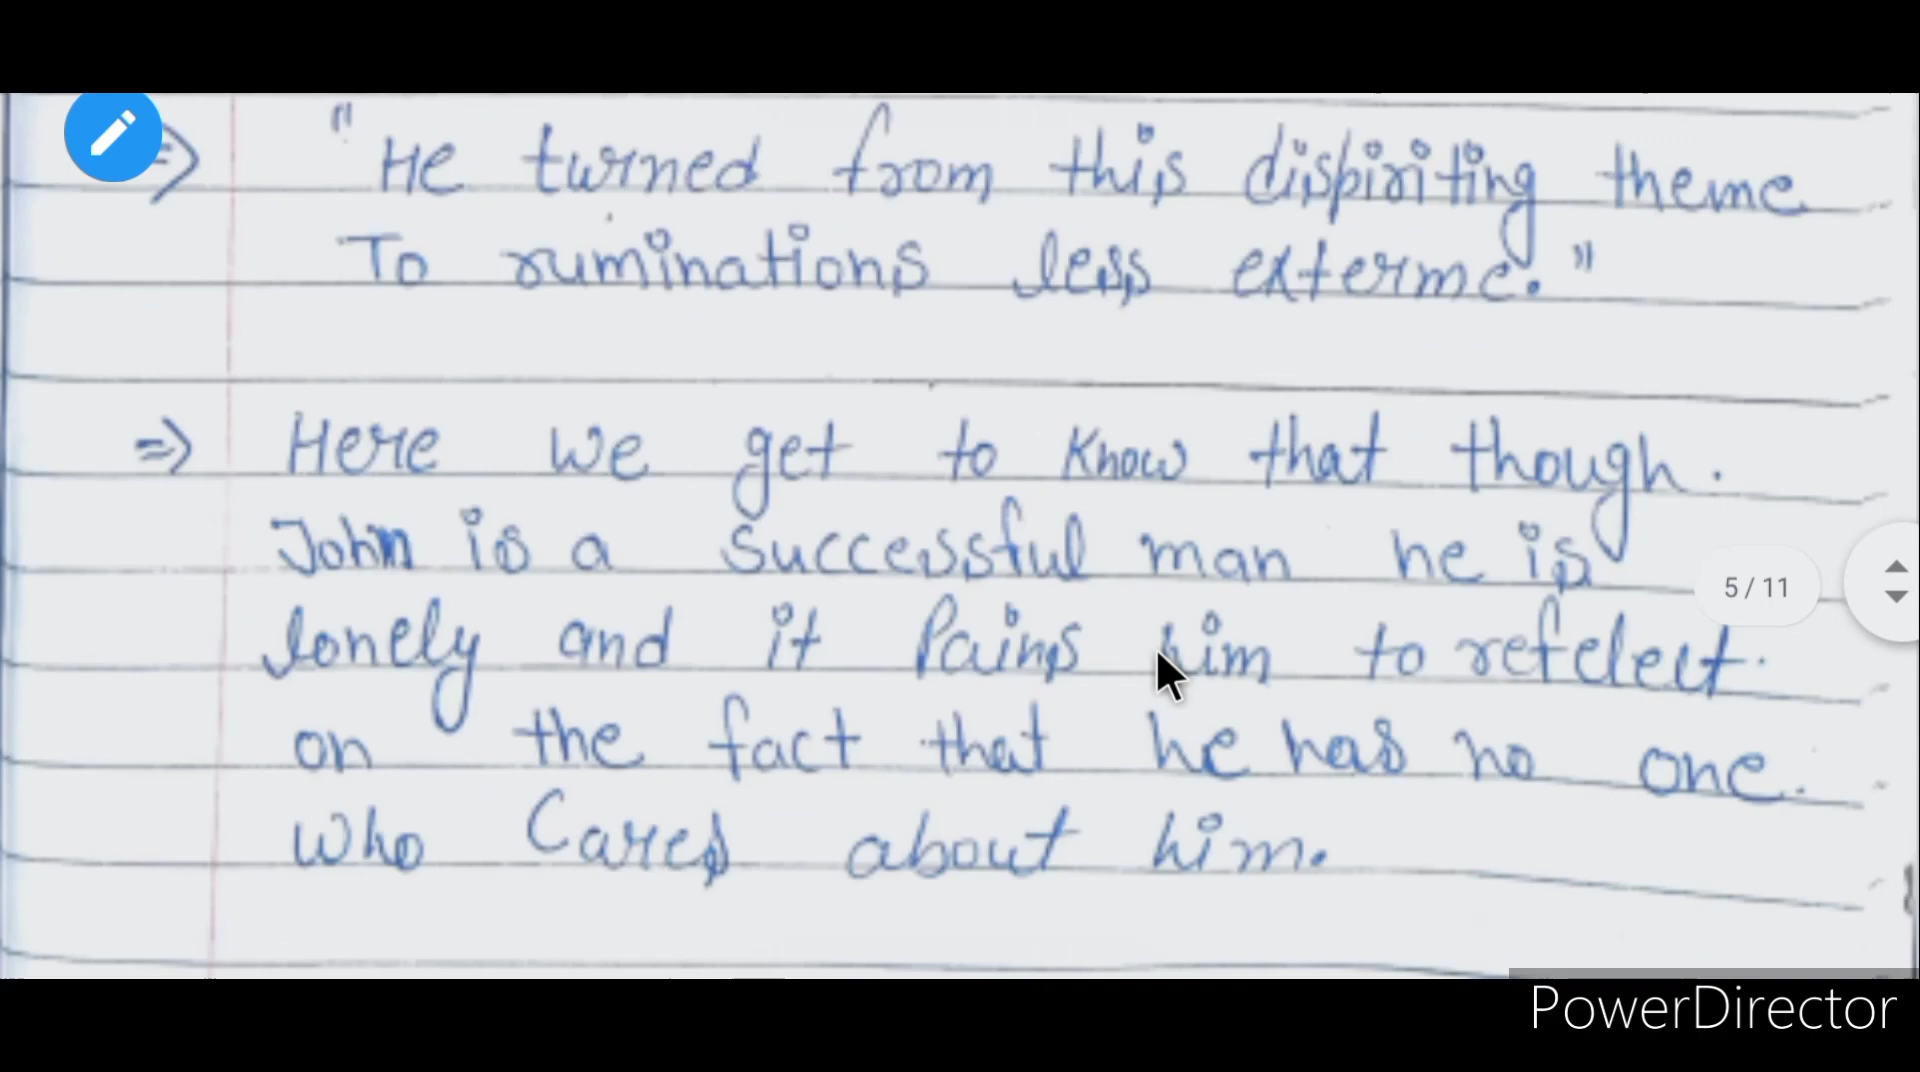 ⇒ "He turned from this dispiriting theme
To ruminations less exterme."
⇒ Here we get to know that though.
John is a successful man he is
lonely and it Pains him to refelect.
on the fact that he has no one.
who Cares about him.
5 / 11
PowerDirector